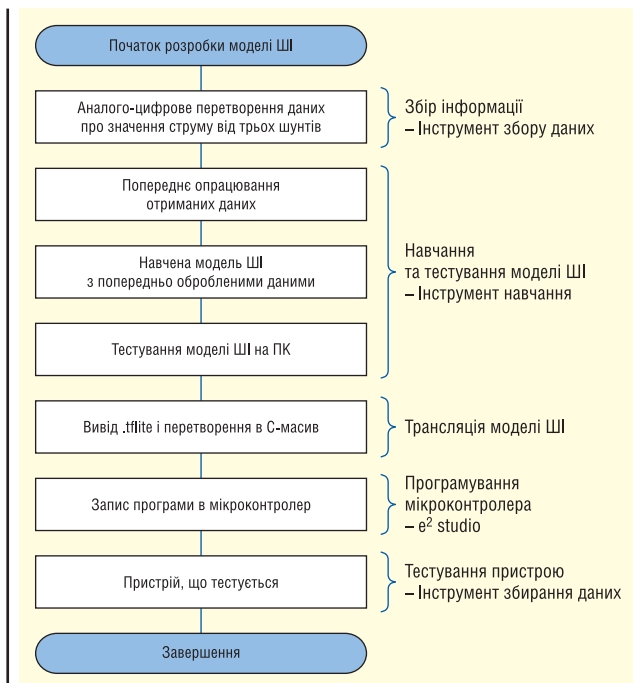 Початок розробки моделі ШІ
Аналого-цифрове перетворення даних
про значення струму від трьох шунтів
Збір інформації
– Інструмент збору даних
Попереднє опрацювання
отриманих даних
Навчена модель ШІ
з попередньо обробленими даними
Тестування моделі ШІ на ПК
Навчання
та тестування моделі ШІ
– Інструмент навчання
Вивід .tflite і перетворення в С-масив
Трансляція моделі ШІ
Запис програми в мікроконтролер
Програмування
мікроконтролера
– e² studio
Пристрій, що тестується
Тестування пристрою
– Інструмент збирання даних
Завершення